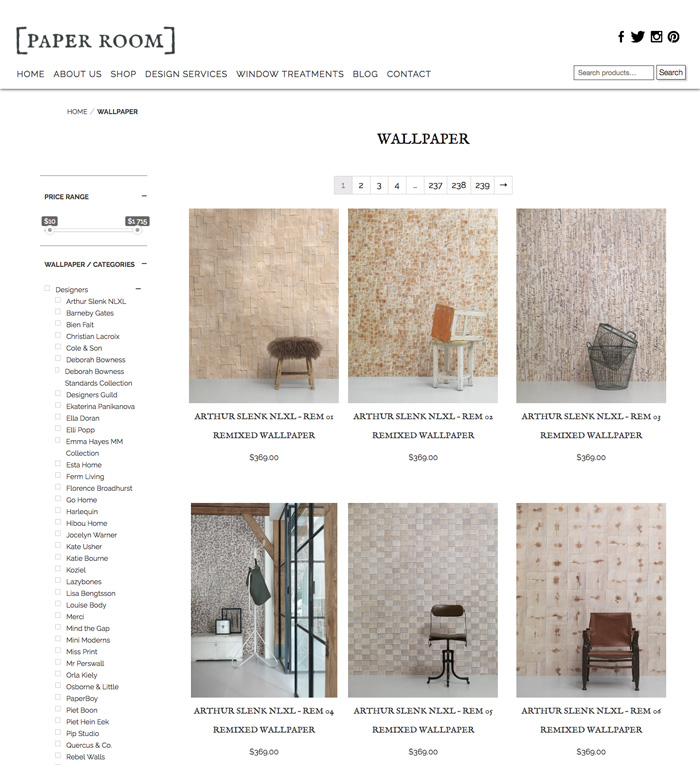 [PAPER ROOM]
HOME ABOUT US SHOP DESIGN SERVICES WINDOW TREATMENTS BLOG CONTACT
Search products... Search
HOME / WALLPAPER
WALLPAPER
1 2 3 4 ... 237 238 239 →
PRICE RANGE −
$10 $1 715
WALLPAPER / CATEGORIES −
Designers −
Arthur Slenk NLXL
Barneby Gates
Bien Fait
Christian Lacroix
Cole & Son
Deborah Bowness
Deborah Bowness
Standards Collection
Designers Guild
Ekaterina Panikanova
Ella Doran
Elli Popp
Emma Hayes MM
Collection
Esta Home
Ferm Living
Florence Broadhurst
Go Home
Harlequin
Hibou Home
Jocelyn Warner
Kate Usher
Katie Bourne
Koziel
Lazybones
Lisa Bengtsson
Louise Body
Merci
Mind the Gap
Mini Moderns
Miss Print
Mr Perswall
Orla Kiely
Osborne & Little
PaperBoy
Piet Boon
Piet Hein Eek
Pip Studio
Quercus & Co.
Rebel Walls
ARTHUR SLENK NLXL – REM 01
REMIXED WALLPAPER
$369.00
ARTHUR SLENK NLXL – REM 02
REMIXED WALLPAPER
$369.00
ARTHUR SLENK NLXL – REM 03
REMIXED WALLPAPER
$369.00
ARTHUR SLENK NLXL – REM 04
REMIXED WALLPAPER
$369.00
ARTHUR SLENK NLXL – REM 05
REMIXED WALLPAPER
$369.00
ARTHUR SLENK NLXL – REM 06
REMIXED WALLPAPER
$369.00